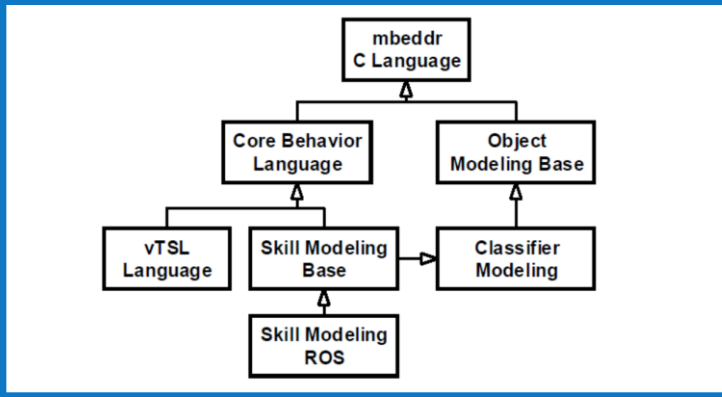 mbeddr
C Language
Core Behavior
Language
Object
Modeling Base
vTSL
Language
Skill Modeling
Base
Classifier
Modeling
Skill Modeling
ROS